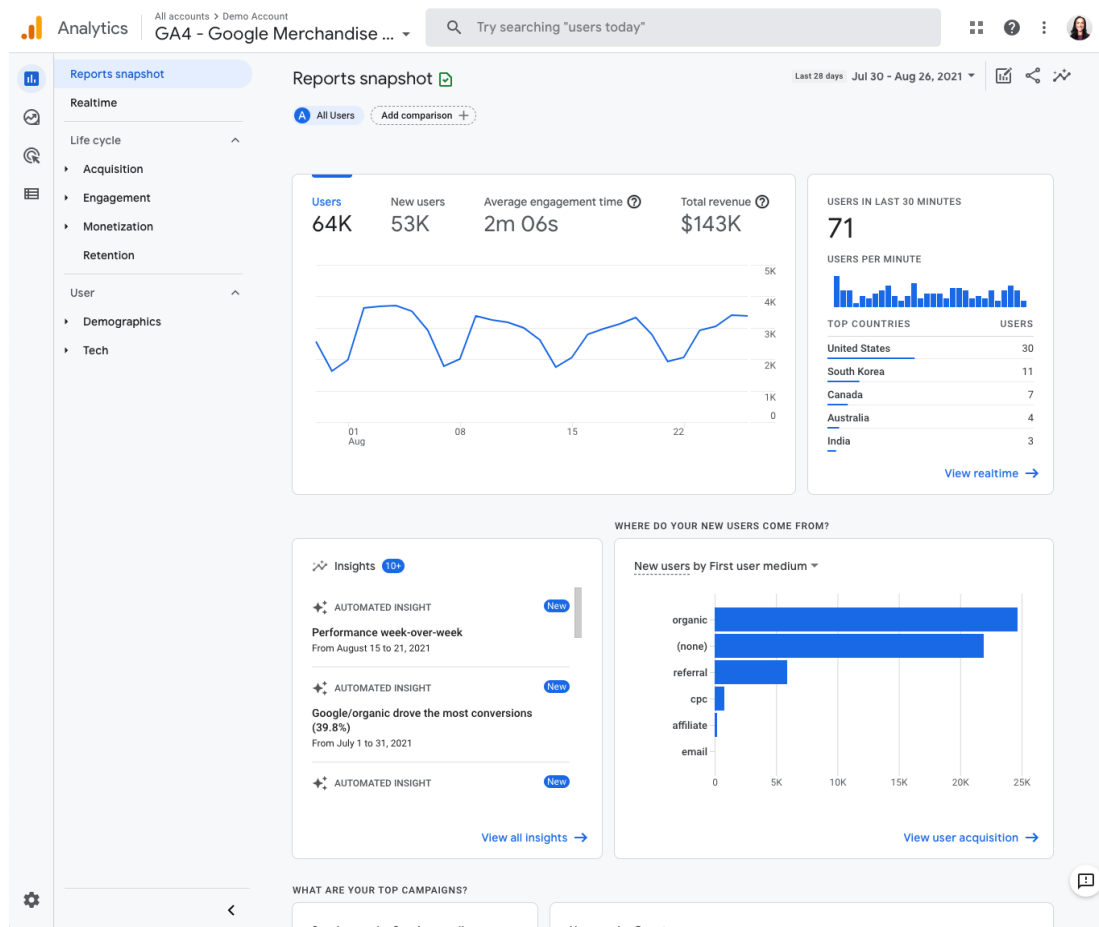 Analytics
All accounts > Demo Account
GA4 - Google Merchandise ...
Try searching "users today"
Reports snapshot
Realtime
Life cycle
Acquisition
Engagement
Monetization
Retention
User
Demographics
Tech
Reports snapshot
Last 28 days Jul 30 - Aug 26, 2021
A All Users
Add comparison +
Users
64K
New users
53K
Average engagement time
2m 06s
Total revenue
$143K
5K
4K
3K
2K
1K
0
01
Aug
08
15
22
USERS IN LAST 30 MINUTES
71
USERS PER MINUTE
TOP COUNTRIES USERS
United States 30
South Korea 11
Canada 7
Australia 4
India 3
View realtime
Insights 10+
AUTOMATED INSIGHT New
Performance week-over-week
From August 15 to 21, 2021
AUTOMATED INSIGHT New
Google/organic drove the most conversions
(39.8%)
From July 1 to 31, 2021
AUTOMATED INSIGHT New
View all insights
WHERE DO YOUR NEW USERS COME FROM?
New users by First user medium
organic
(none)
referral
cpc
affiliate
email
0 5K 10K 15K 20K 25K
View user acquisition
WHAT ARE YOUR TOP CAMPAIGNS?